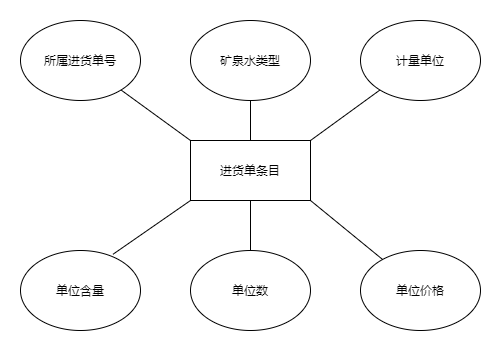 所属进货单号
矿泉水类型
计量单位
进货单条目
单位含量
单位数
单位价格